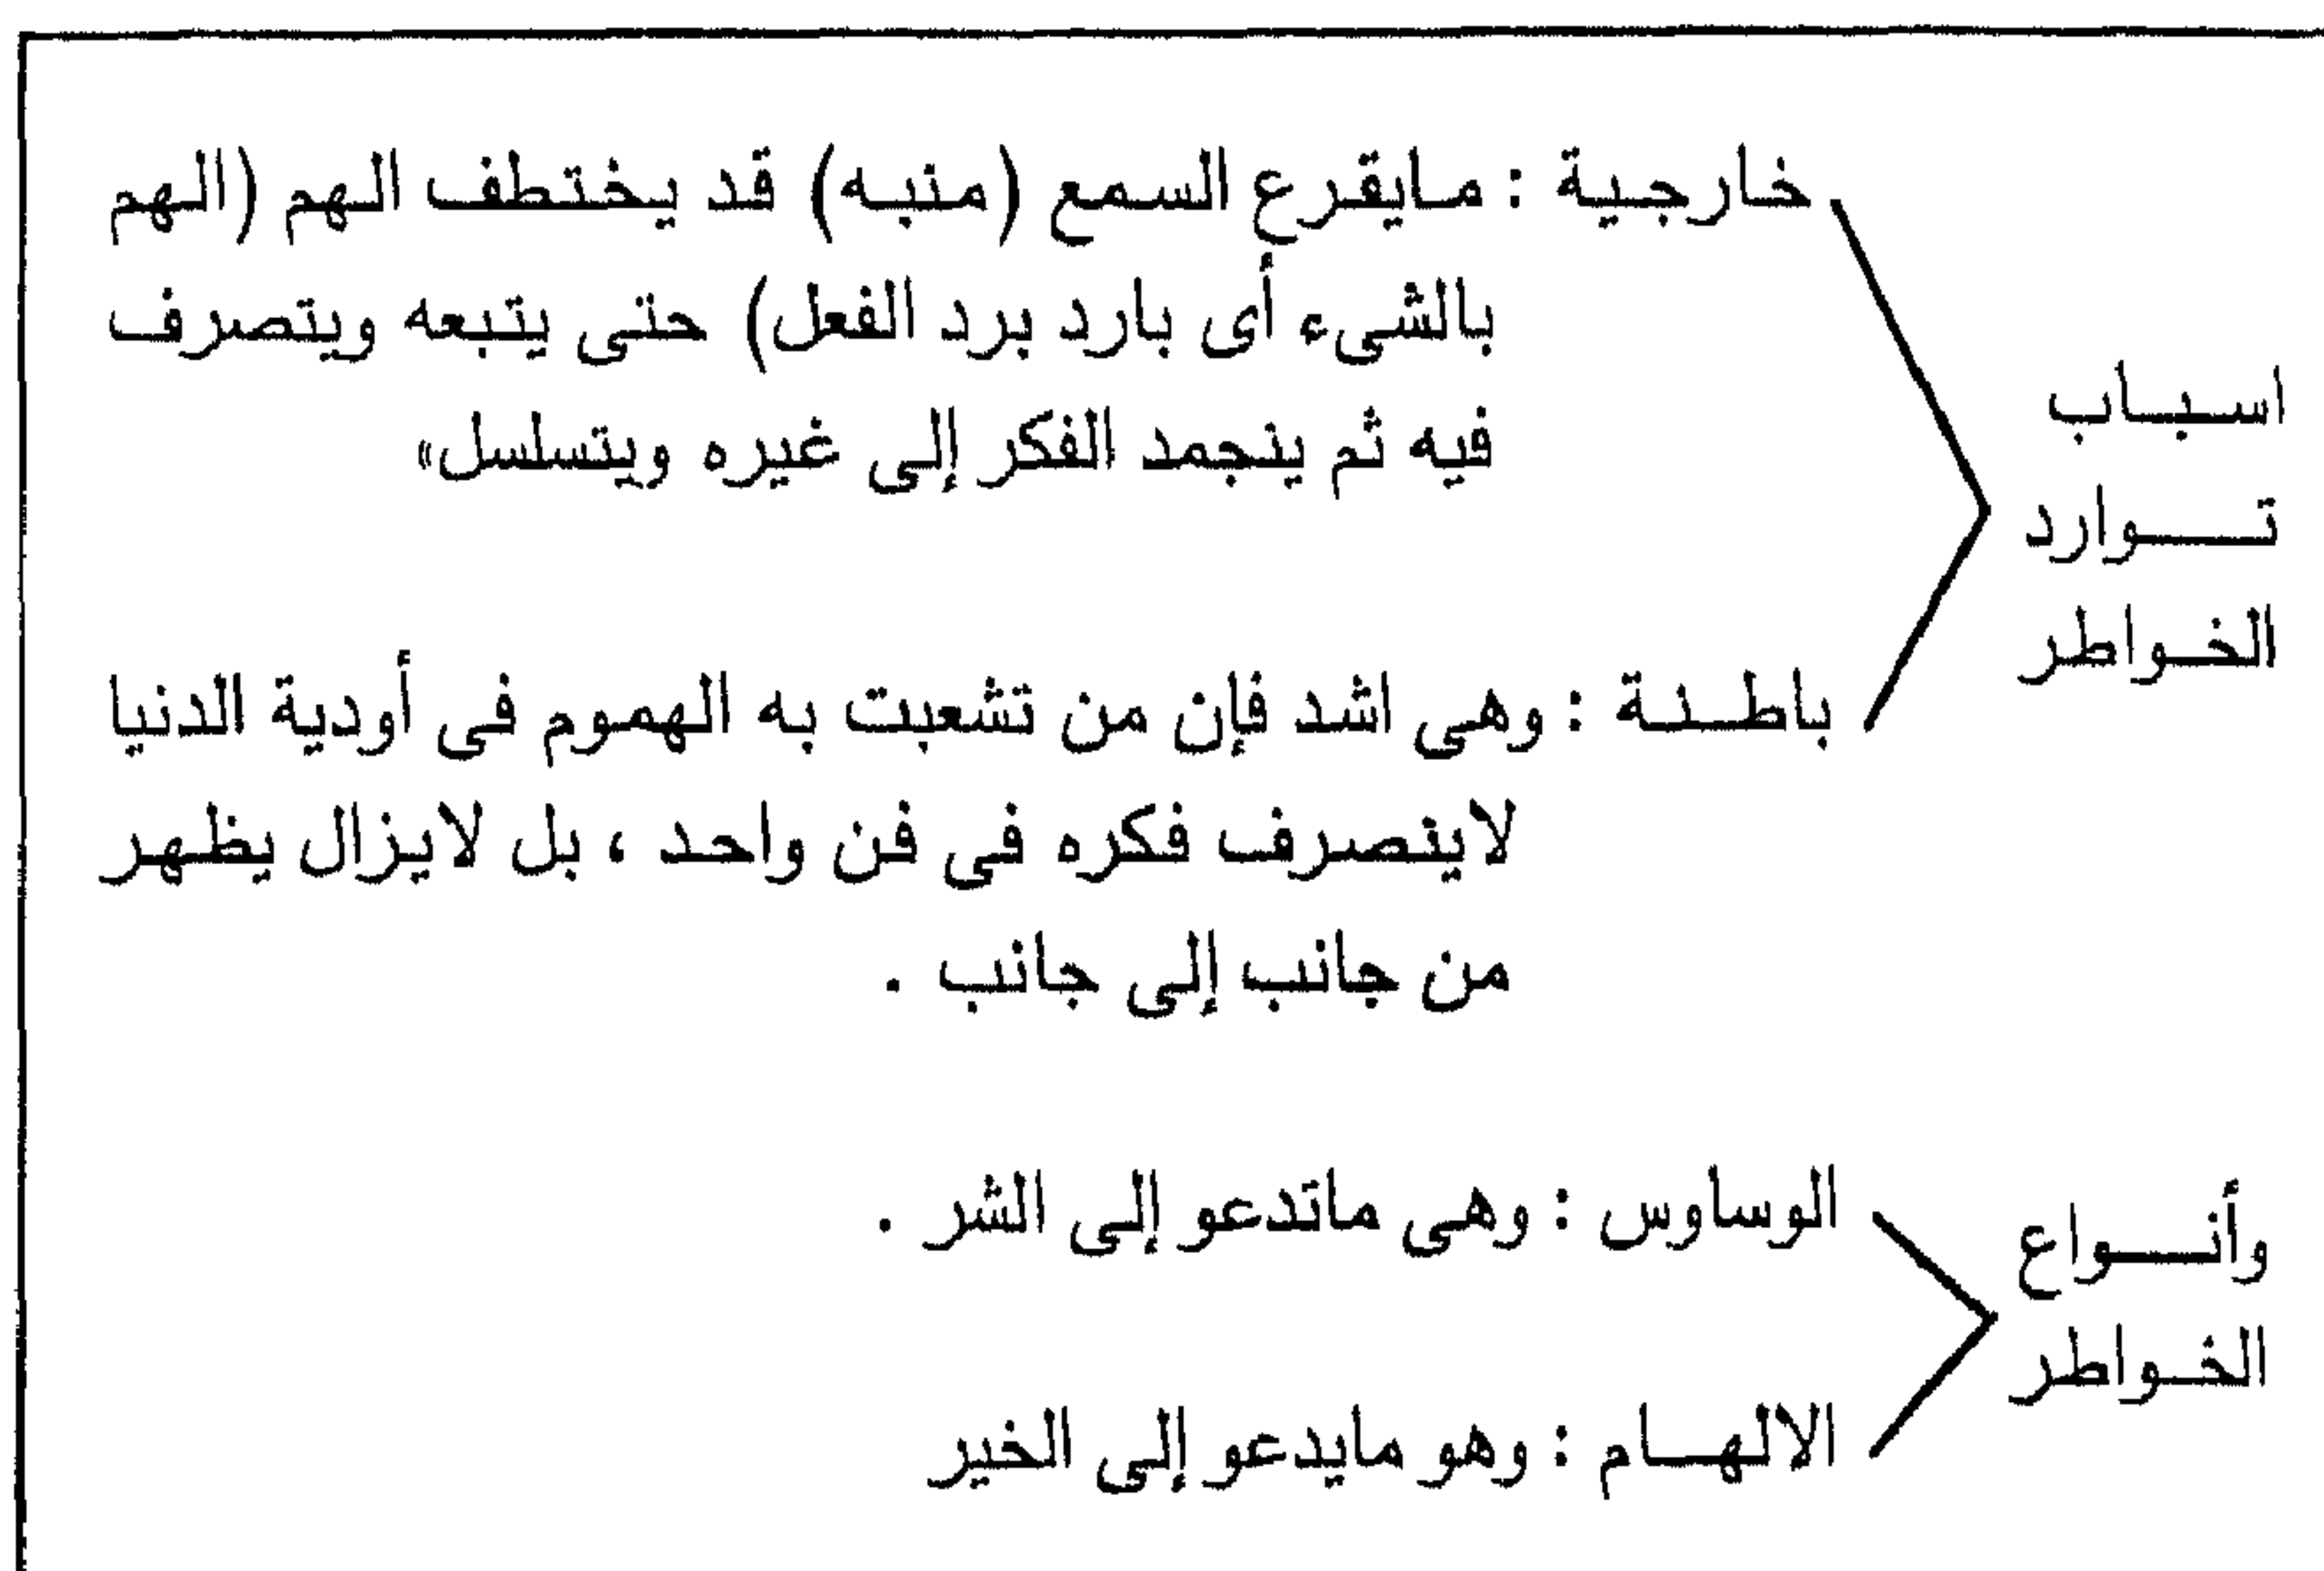 اسباب
توارد
الخواطر
خارجية : مايقرع السمع (منبه) قد يختطف الهم (الهم
بالشىء أى بارد برد الفعل) حتى يتبعه ويتصرف
فيه ثم ينجمد الفكر إلى غيره ويتسلسل»
باطنة : وهى اشد فإن من تشعبت به الهموم فى أودية الدنيا
لاينصرف فكره فى فن واحد ، بل لايزال يظهر
من جانب إلى جانب .
وأنواع
الخواطر
الوساوس : وهى ماتدعو إلى الشر .
الالهام : وهو مايدعو إلى الخير